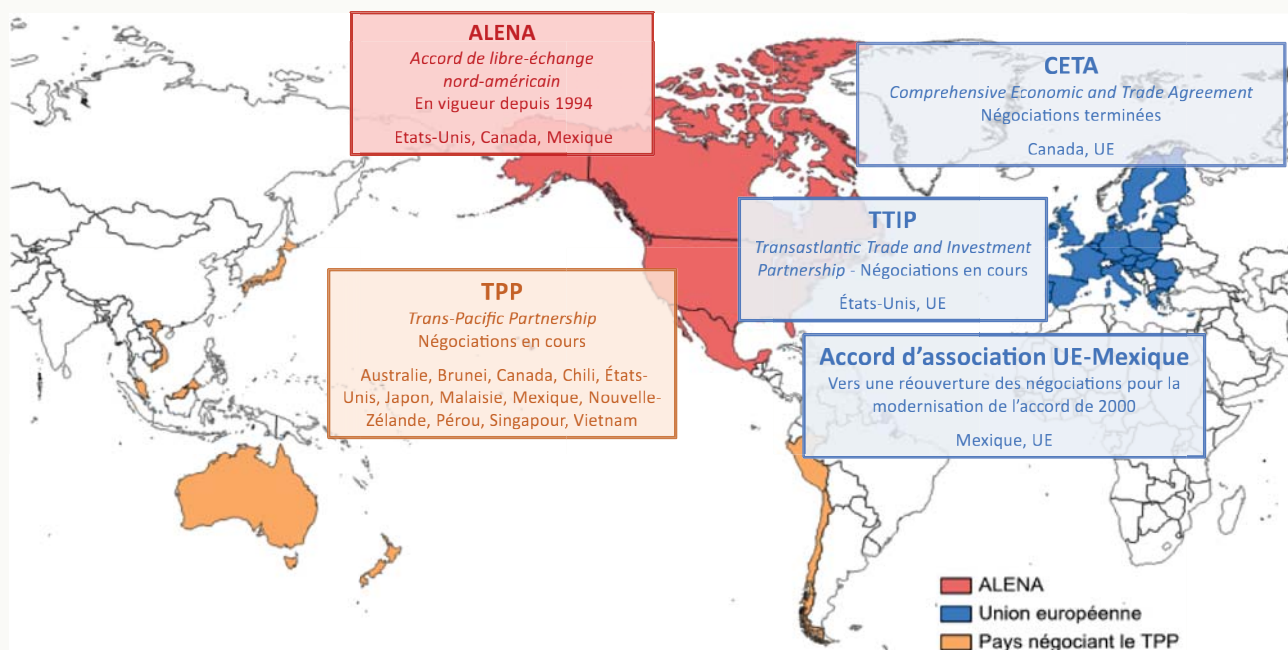 ALENA
Accord de libre-échange
nord-américain
En vigueur depuis 1994
Etats-Unis, Canada, Mexique
CETA
Comprehensive Economic and Trade Agreement
Négociations terminées
Canada, UE
TTIP
Transastlantic Trade and Investment
Partnership - Négociations en cours
États-Unis, UE
TPP
Trans-Pacific Partnership
Négociations en cours
Australie, Brunei, Canada, Chili, États-
Unis, Japon, Malaisie, Mexique, Nouvelle-
Zélande, Pérou, Singapour, Vietnam
Accord d'association UE-Mexique
Vers une réouverture des négociations pour la
modernisation de l'accord de 2000
Mexique, UE
ALENA
Union européenne
Pays négociant le TPP